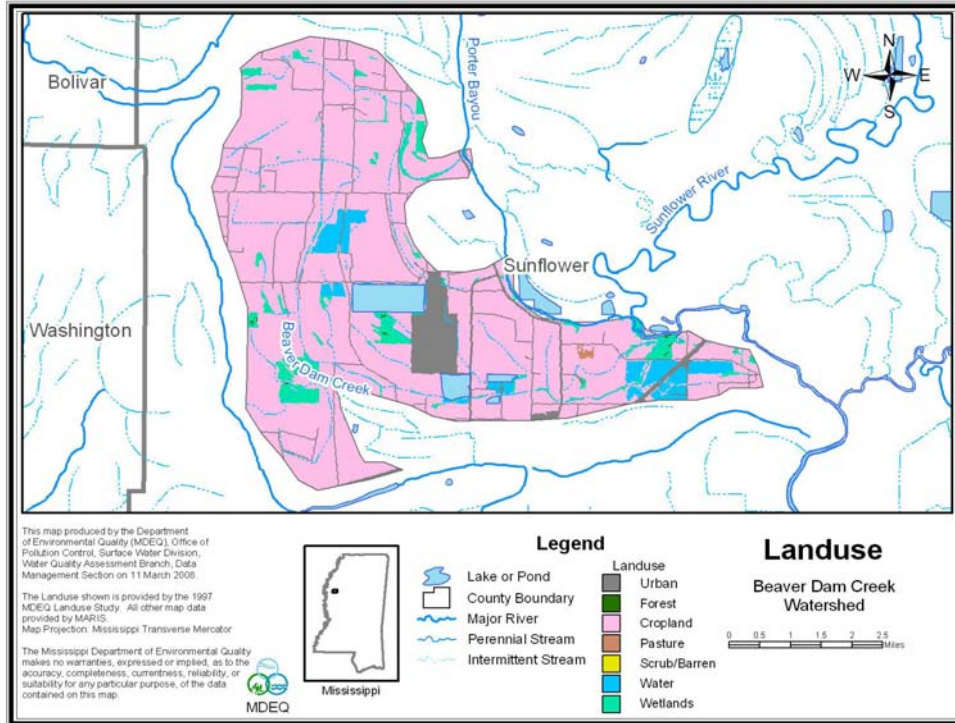 Bolivar
Porter Bayou
N
W E
S
Sunflower River
Sunflower
Washington
Beaver Dam Creek
This map produced by the Department
of Environmental Quality (MDEQ), Office of
Pollution Control, Surface Water Division,
Water Quality Assessment Branch, Data
Management Section on 11 March 2008.
The Landuse shown is provided by the 1997
MDEQ Landuse Study. All other map data
provided by MARIS.
Map Projection: Mississippi Transverse Mercator
The Mississippi Department of Environmental Quality
makes no warranties, expressed or implied, as to the
accuracy, completeness, currentness, reliability, or
suitability for any particular purpose, of the data
contained on this map.
MDEQ
Mississippi
Legend
Lake or Pond
County Boundary
Major River
Perennial Stream
Intermittent Stream
Landuse
Urban
Forest
Cropland
Pasture
Scrub/Barren
Water
Wetlands
Landuse
Beaver Dam Creek
Watershed
0 0.5 1 1.5 2 2.5
Miles